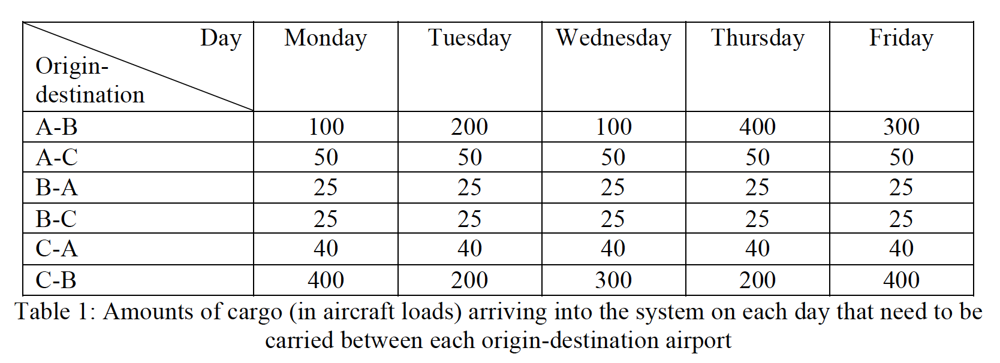 Day Monday Tuesday Wednesday Thursday Friday
Origin-
destination
A-B 100 200 100 400 300
A-C 50 50 50 50 50
B-A 25 25 25 25 25
B-C 25 25 25 25 25
C-A 40 40 40 40 40
C-B 400 200 300 200 400
Table 1: Amounts of cargo (in aircraft loads) arriving into the system on each day that need to be
carried between each origin-destination airport